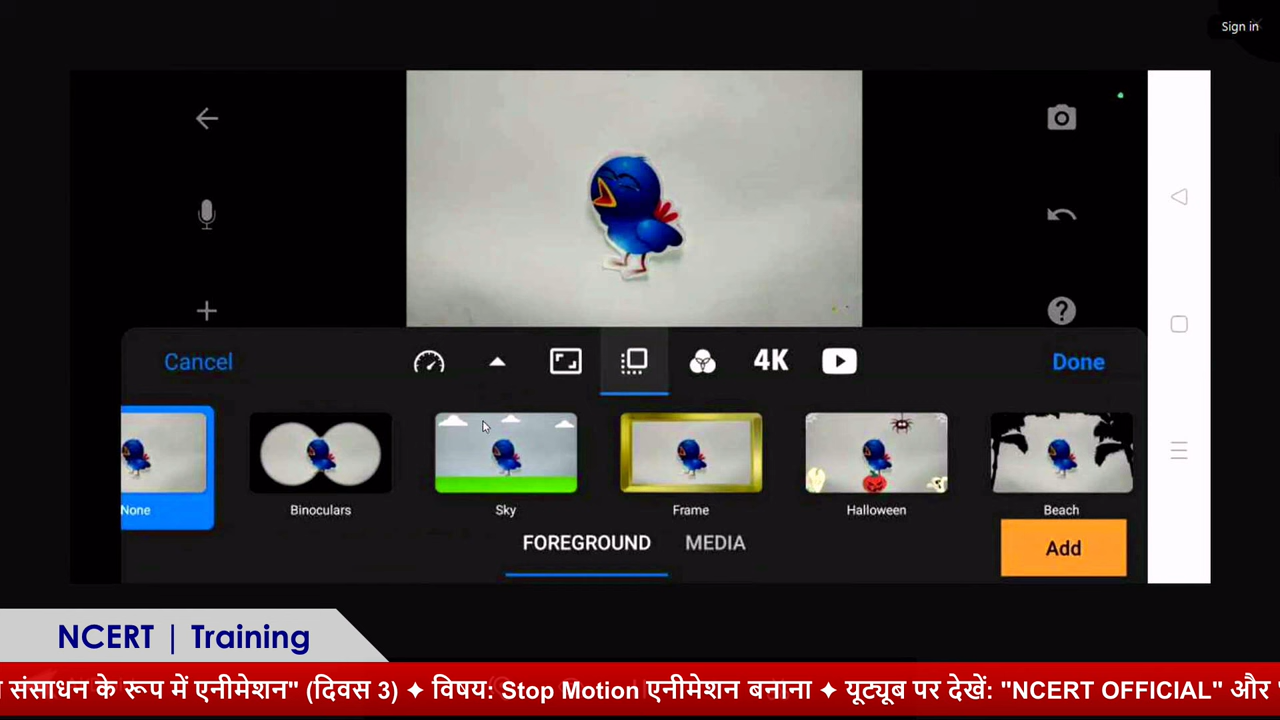 Sign in
Cancel
4K
Done
None
Binoculars
Sky
Frame
Halloween
Beach
FOREGROUND
MEDIA
Add
NCERT | Training
संसाधन के रूप में एनीमेशन" (दिवस 3) ✦ विषय: Stop Motion एनीमेशन बनाना ✦ यूट्यूब पर देखें: "NCERT OFFICIAL" और "